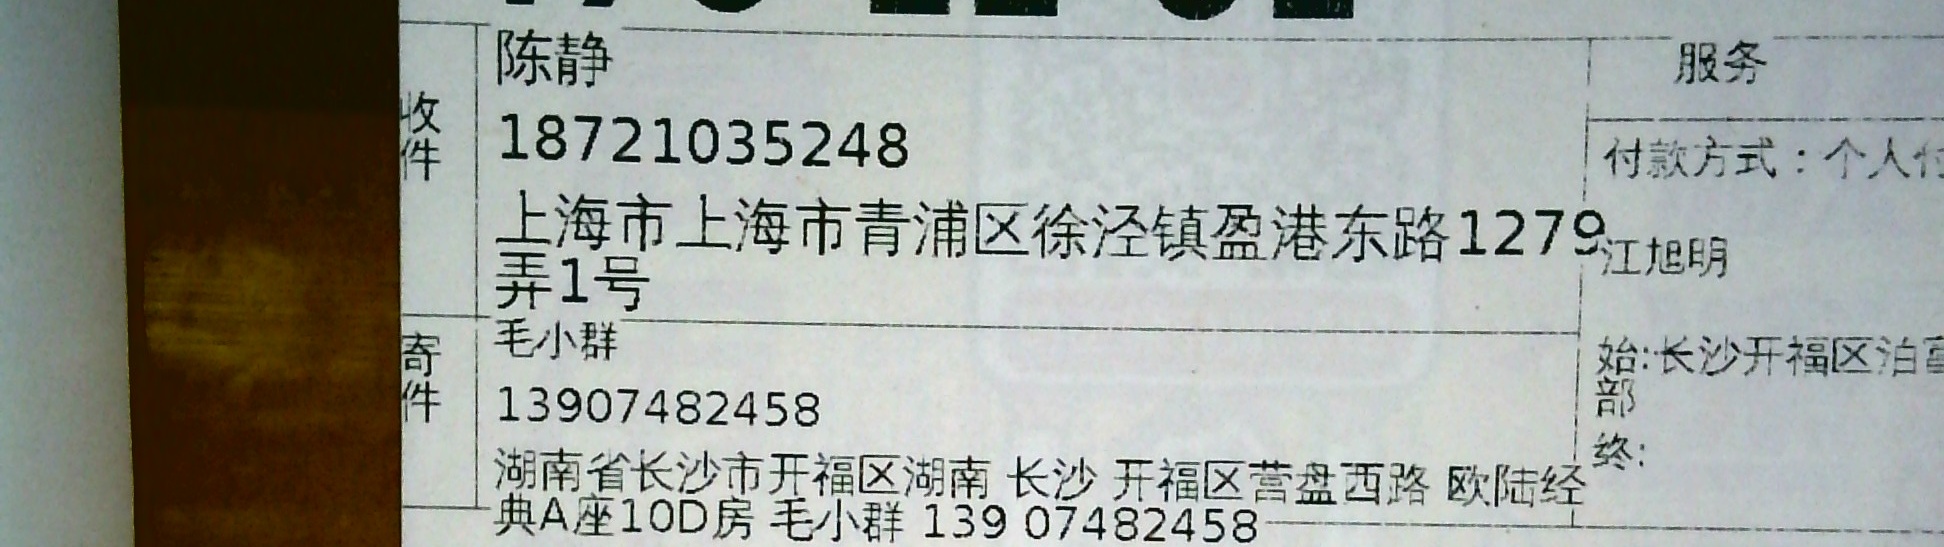 陈静
收件
18721035248
上海市上海市青浦区徐泾镇盈港东路1279
弄1号
寄件
毛小群
13907482458
湖南省长沙市开福区湖南 长沙 开福区营盘西路 欧陆经
典A座10D房 毛小群 139 07482458
服务
付款方式：个人付
江旭明
始:长沙开福区泊
部
终: